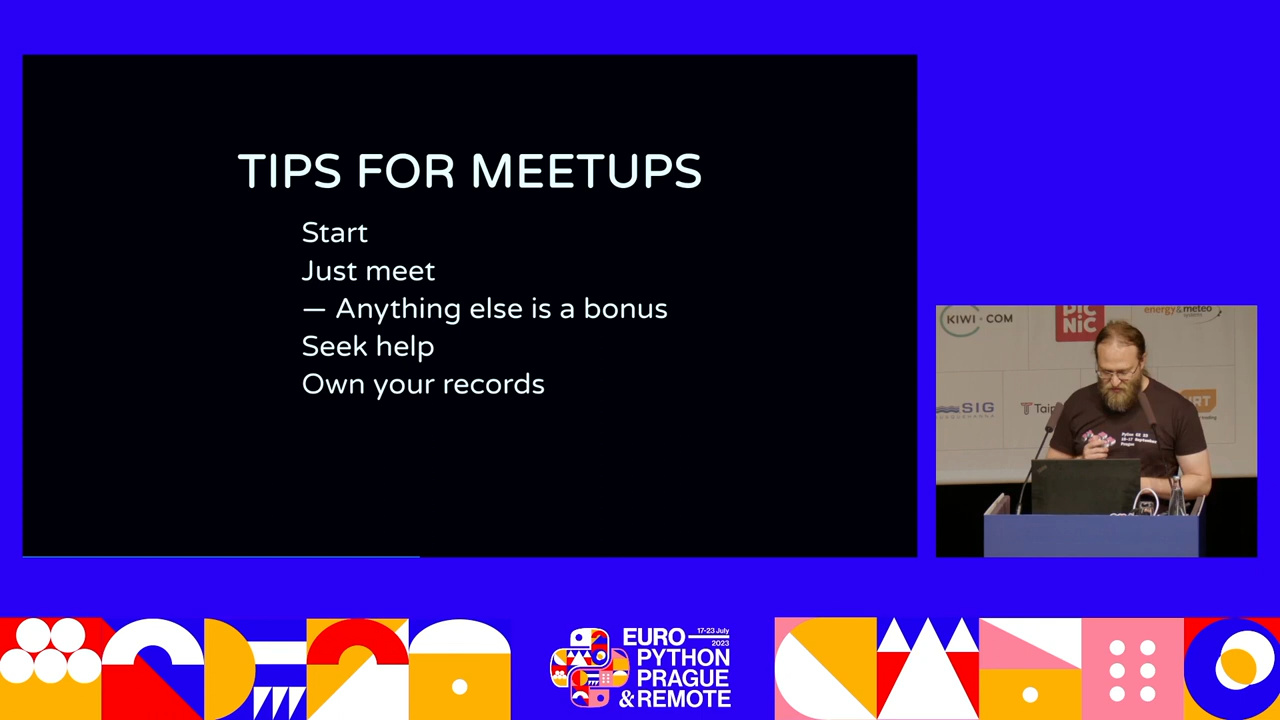 TIPS FOR MEETUPS
Start
Just meet
— Anything else is a bonus
Seek help
Own your records
KIWI.COM
PIC
NIC
energy & meteo
systems
SIG
EURO
17-23 July
2023
PYTHON
PRAGUE
& REMOTE